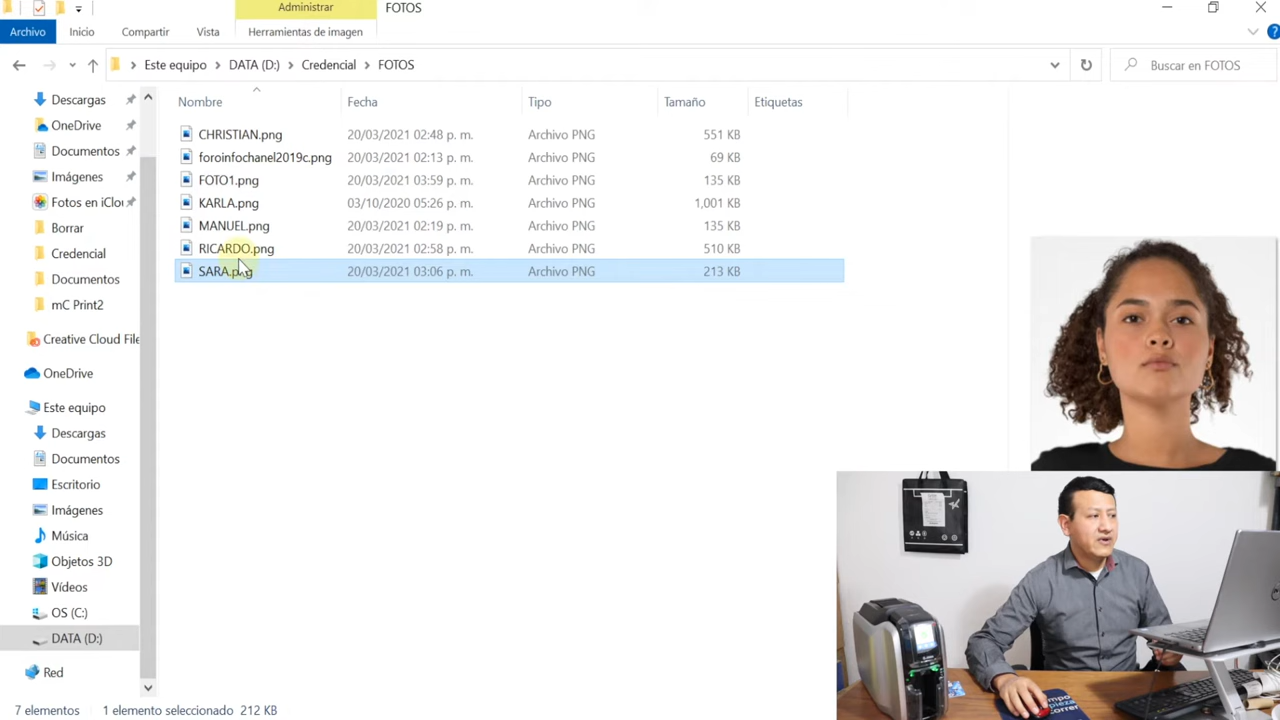 Administrar FOTOS
Archivo Inicio Compartir Vista Herramientas de imagen
Este equipo DATA (D:) Credencial FOTOS Buscar en FOTOS
Nombre Fecha Tipo Tamaño Etiquetas
CHRISTIAN.png 20/03/2021 02:48 p. m. Archivo PNG 551 KB
foroinfochanel2019c.png 20/03/2021 02:13 p. m. Archivo PNG 69 KB
FOTO1.png 20/03/2021 03:59 p. m. Archivo PNG 135 KB
KARLA.png 03/10/2020 05:26 p. m. Archivo PNG 1,001 KB
MANUEL.png 20/03/2021 02:19 p. m. Archivo PNG 135 KB
RICARDO.png 20/03/2021 02:58 p. m. Archivo PNG 510 KB
SARA.png 20/03/2021 03:06 p. m. Archivo PNG 213 KB
Descargas
OneDrive
Documentos
Imágenes
Fotos en iClou
Borrar
Credencial
Documentos
mC Print2
Creative Cloud File
OneDrive
Este equipo
Descargas
Documentos
Escritorio
Imágenes
Música
Objetos 3D
Vídeos
OS (C:)
DATA (D:)
Red
7 elementos 1 elemento seleccionado 212 KB